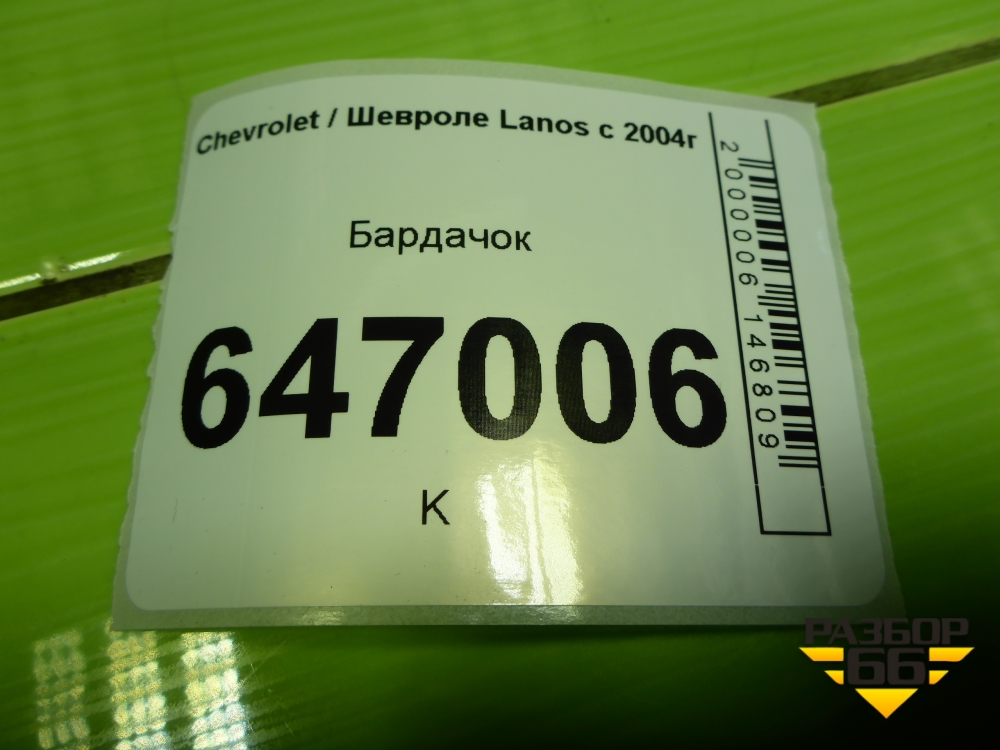 Chevrolet / Шевроле Lanos с 2004г
Бардачок
647006
К
2000006146809
РАЗБОР
66